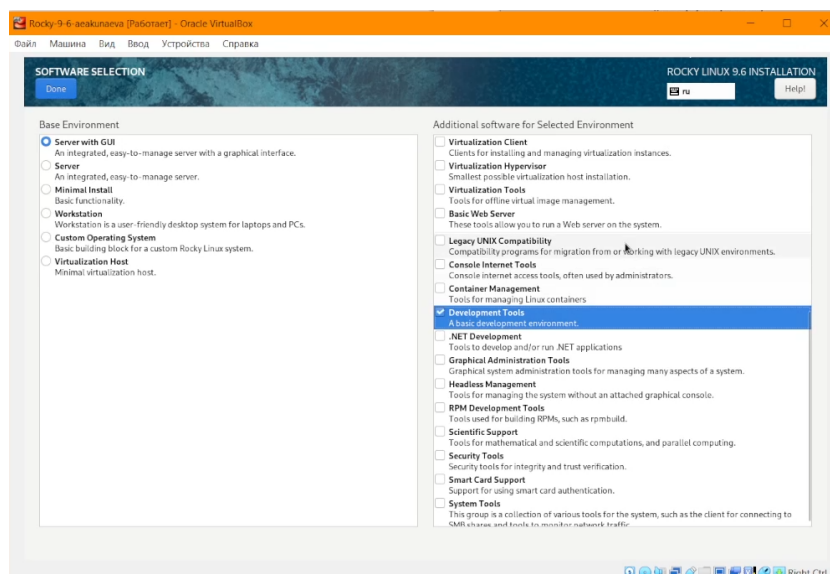 Rocky-9-6-aeakunaeva [Работает] - Oracle VirtualBox
Файл Машина Вид Ввод Устройства Справка
SOFTWARE SELECTION
Done
ROCKY LINUX 9.6 INSTALLATION
ru
Help!
Base Environment
Server with GUI
An integrated, easy-to-manage server with a graphical interface.
Server
An integrated, easy-to-manage server.
Minimal Install
Basic functionality.
Workstation
Workstation is a user-friendly desktop system for laptops and PCs.
Custom Operating System
Basic building block for a custom Rocky Linux system.
Virtualization Host
Minimal virtualization host.
Additional software for Selected Environment
Virtualization Client
Clients for installing and managing virtualization instances.
Virtualization Hypervisor
Smallest possible virtualization host installation.
Virtualization Tools
Tools for offline virtual image management.
Basic Web Server
These tools allow you to run a Web server on the system.
Legacy UNIX Compatibility
Compatibility programs for migration from or working with legacy UNIX environments.
Console Internet Tools
Console internet access tools, often used by administrators.
Container Management
Tools for managing Linux containers
Development Tools
A basic development environment.
.NET Development
Tools to develop and/or run .NET applications
Graphical Administration Tools
Graphical system administration tools for managing many aspects of a system.
Headless Management
Tools for managing the system without an attached graphical console.
RPM Development Tools
Tools used for building RPMs, such as rpmbuild.
Scientific Support
Tools for mathematical and scientific computations, and parallel computing.
Security Tools
Security tools for integrity and trust verification.
Smart Card Support
Support for using smart card authentication.
System Tools
This group is a collection of various tools for the system, such as the client for connecting to
SMB shares and tools to monitor network traffic.
Right Ctrl